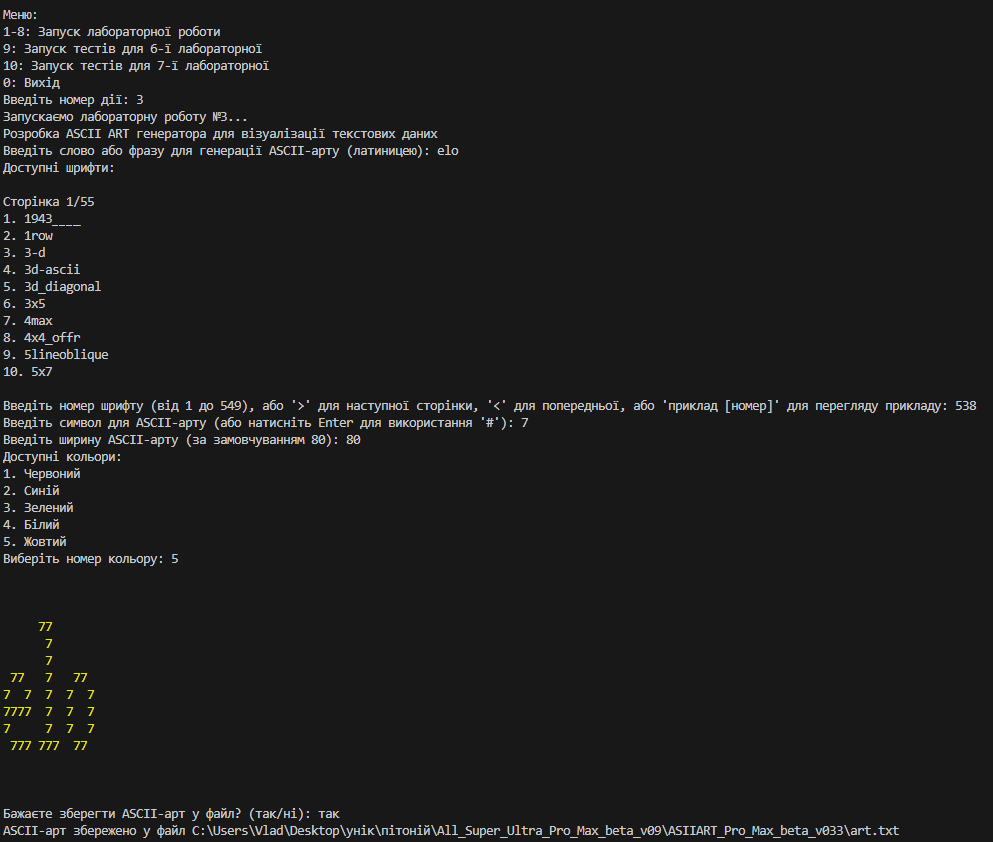 Меню:
1-8: Запуск лабораторної роботи
9: Запуск тестів для 6-ї лабораторної
10: Запуск тестів для 7-ї лабораторної
0: Вихід
Введіть номер дії: 3
Запускаємо лабораторну роботу №3...
Розробка ASCII ART генератора для візуалізації текстових даних
Введіть слово або фразу для генерації ASCII-арту (латиницею): elo
Доступні шрифти:
Сторінка 1/55
1. 1943____
2. 1row
3. 3-d
4. 3d-ascii
5. 3d_diagonal
6. 3x5
7. 4max
8. 4x4_offr
9. 5lineoblique
10. 5x7
Введіть номер шрифту (від 1 до 549), або '>' для наступної сторінки, '<' для попередньої, або 'приклад [номер]' для перегляду прикладу: 538
Введіть символ для ASCII-арту (або натисніть Enter для використання '#'): 7
Введіть ширину ASCII-арту (за замовчуванням 80): 80
Доступні кольори:
1. Червоний
2. Синій
3. Зелений
4. Білий
5. Жовтий
Виберіть номер кольору: 5
     77
      7
      7
 77   7   77
7  7  7  7  7
7777  7  7  7
7     7  7  7
 777 777  77
Бажаєте зберегти ASCII-арт у файл? (так/ні): так
ASCII-арт збережено у файл C:\Users\Vlad\Desktop\унік\пітоній\All_Super_Ultra_Pro_Max_beta_v09\ASIIART_Pro_Max_beta_v033\art.txt